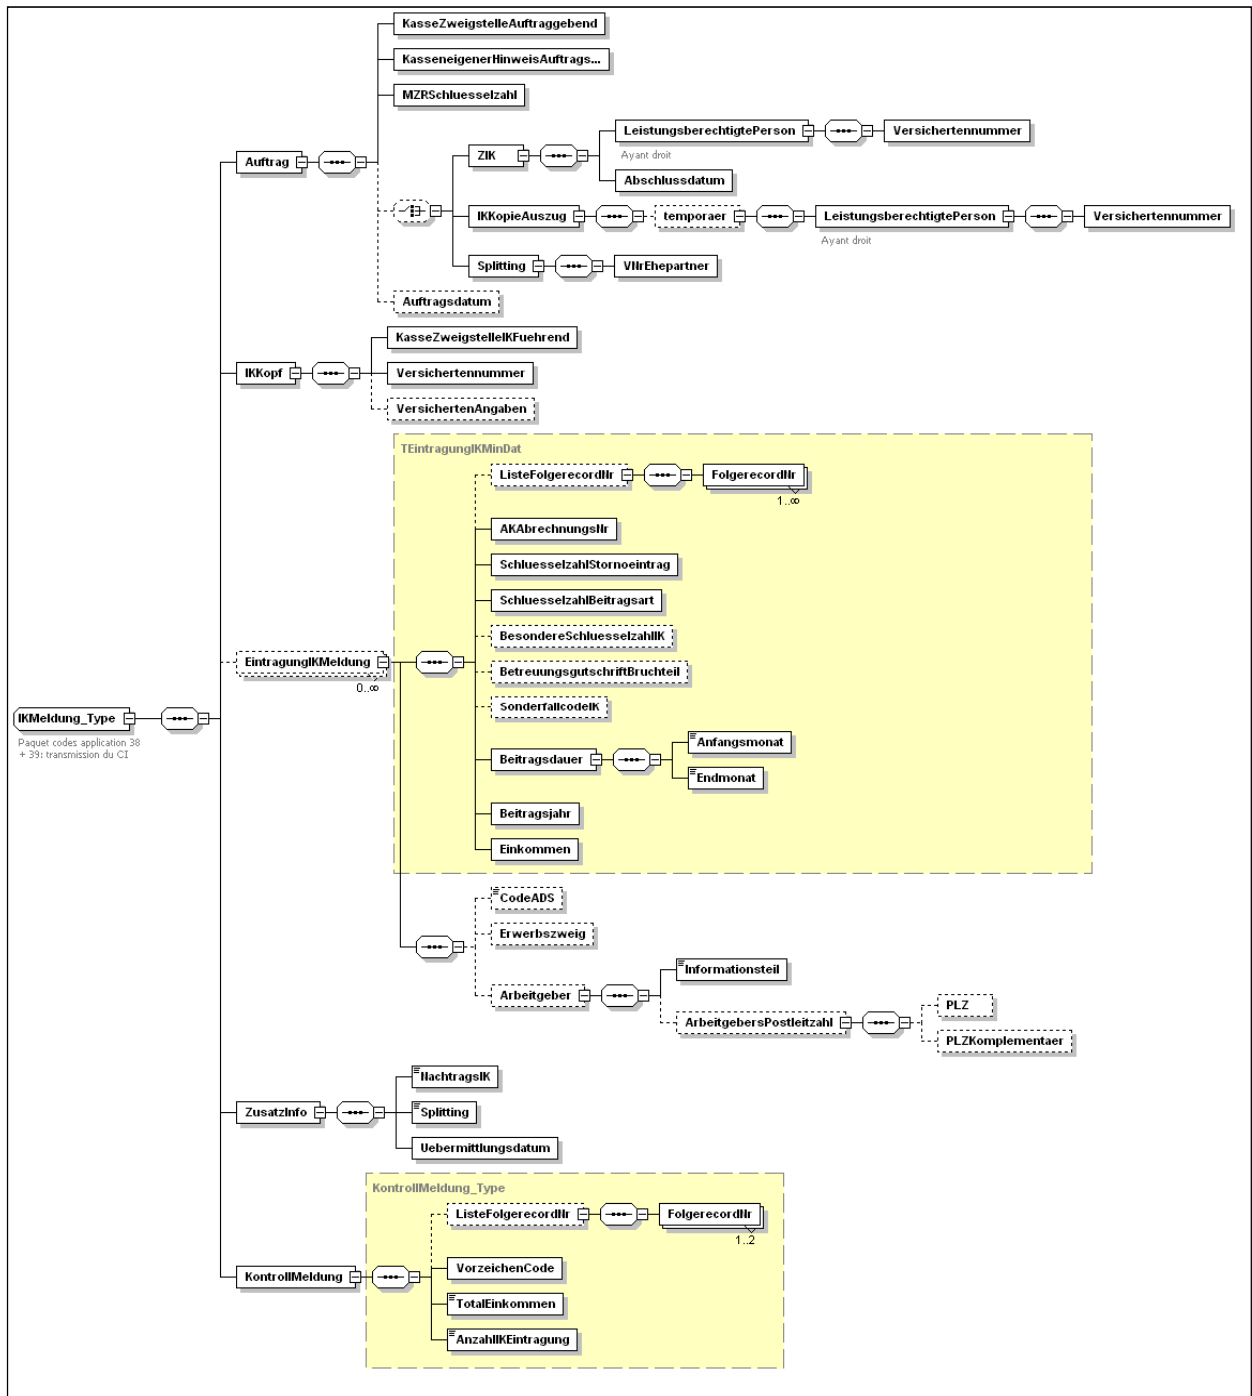 KasseZweigstelleAuftraggebend
KasseneigenerHinweisAuftrags...
MZRSchluesselzahl
Auftrag
ZIK
LeistungsberechtigtePerson
Versichertennummer
Ayant droit
Abschlussdatum
IKKopieAuszug
temporaer
LeistungsberechtigtePerson
Versichertennummer
Ayant droit
Splitting
VNrEhepartner
Auftragsdatum
IKKopf
KasseZweigstelleIKFuehrend
Versichertennummer
VersichertenAngaben
EintragungIKMeldung
0..∞
TEintragungIKMinDat
ListeFolgerecordNr
FolgerecordNr
1..∞
AKAbrechnungsNr
SchluesselzahlStornoeintrag
SchluesselzahlBeitragsart
BesondereSchluesselzahlIK
BetreuungsgutschriftBruchteil
SonderfallcodeIK
Beitragsdauer
Anfangsmonat
Endmonat
Beitragsjahr
Einkommen
IKMeldung_Type
Paquet codes application 38
+ 39: transmission du CI
CodeADS
Erwerbszweig
Arbeitgeber
Informationsteil
ArbeitgebersPostleitzahl
PLZ
PLZKomplementaer
ZusatzInfo
NachtragsIK
Splitting
Uebermittlungsdatum
KontrollMeldung
KontrollMeldung_Type
ListeFolgerecordNr
FolgerecordNr
1..2
VorzeichenCode
TotalEinkommen
AnzahlIKEintragung